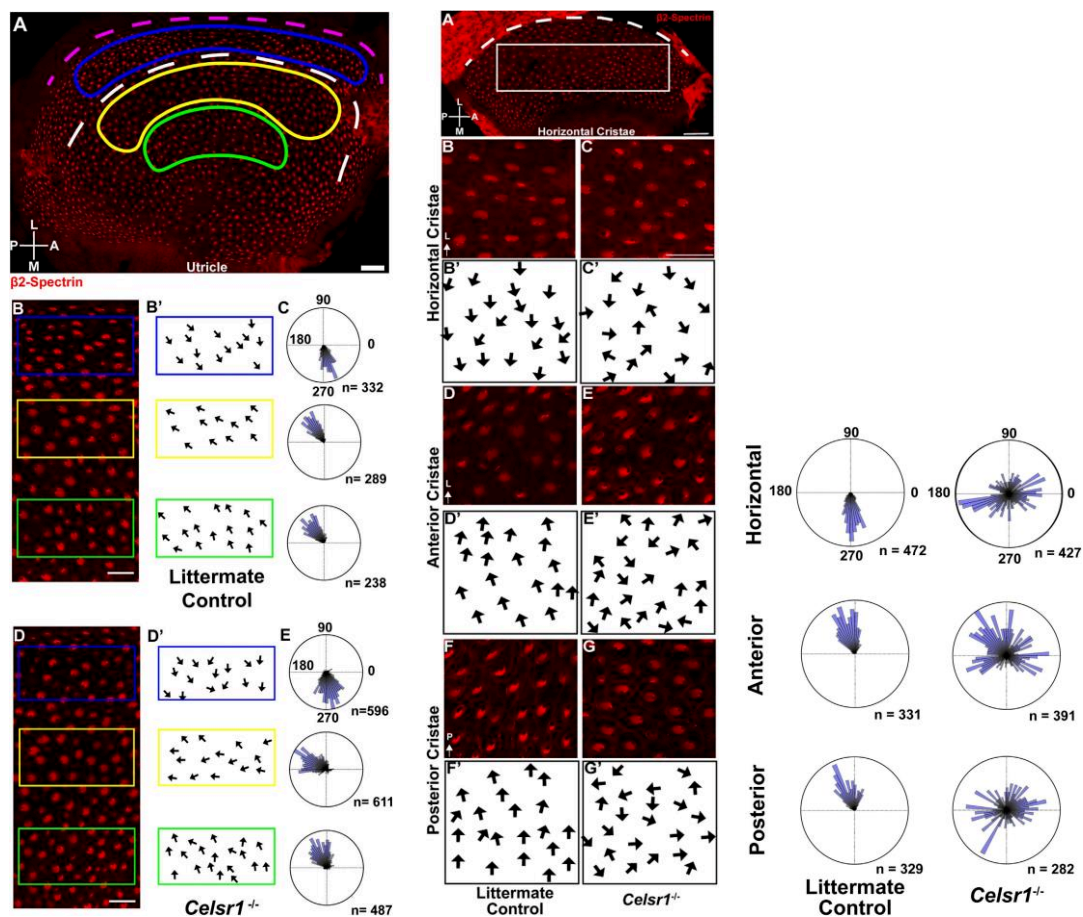 A
L
P A
M
Utricle
β2-Spectrin
B
B'
C
90
180
0
270
n= 332
n= 289
n= 238
Littermate
Control
D
D'
E
90
180
0
270
n=596
n= 611
n= 487
Celsr1-/-
A
β2-Spectrin
L
P A
M
Horizontal Cristae
Horizontal Cristae
B
C
L
B'
C'
Anterior Cristae
D
E
L
D'
E'
Posterior Cristae
F
G
P
F'
G'
Littermate
Control
Celsr1-/-
Horizontal
90
180
0
270
n = 472
90
180
0
270
n = 427
Anterior
n = 331
n = 391
Posterior
n = 329
n = 282
Littermate
Control
Celsr1-/-